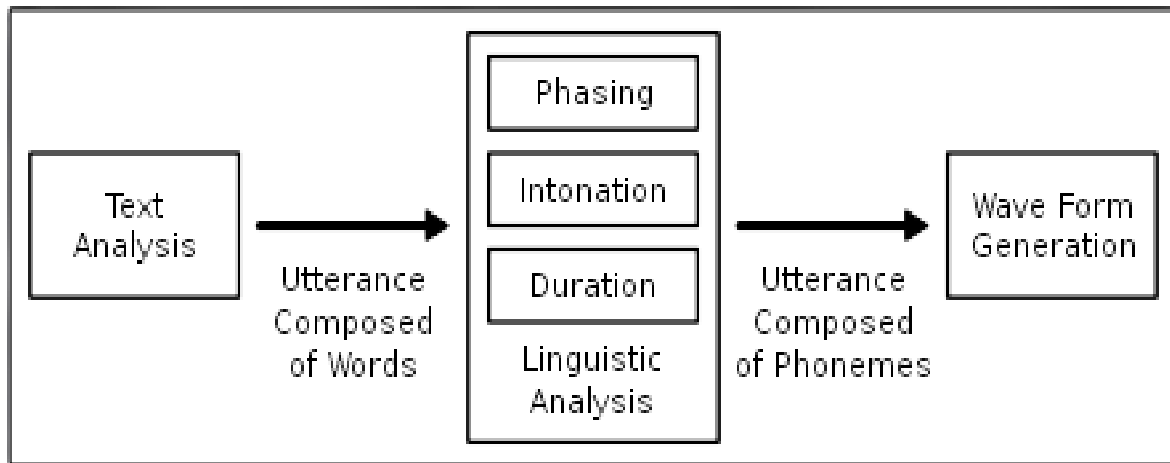 Text
Analysis
Utterance
Composed
of Words
Phasing
Intonation
Duration
Linguistic
Analysis
Utterance
Composed
of Phonemes
Wave Form
Generation